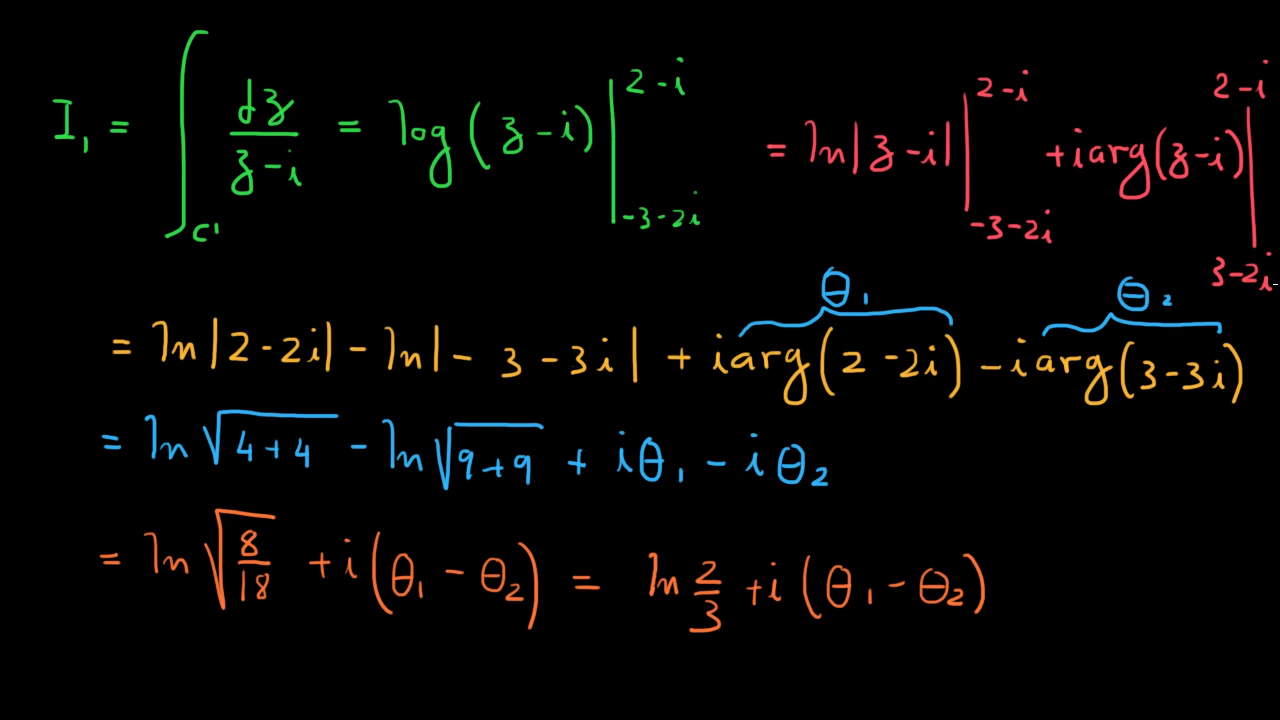 I₁ = ∫_C' dz/(z-i) = log(z-i) |_{-3-2i}^{2-i} = ln|z-i| |_{-3-2i}^{2-i} + i arg(z-i) |_{3-2i}^{2-i}
θ₁ θ₂
= ln|2-2i| - ln|-3-3i| + i arg(2-2i) - i arg(3-3i)
= ln √(4+4) - ln √(9+9) + iθ₁ - iθ₂
= ln √(8/18) + i(θ₁ - θ₂) = ln 2/3 + i(θ₁ - θ₂)